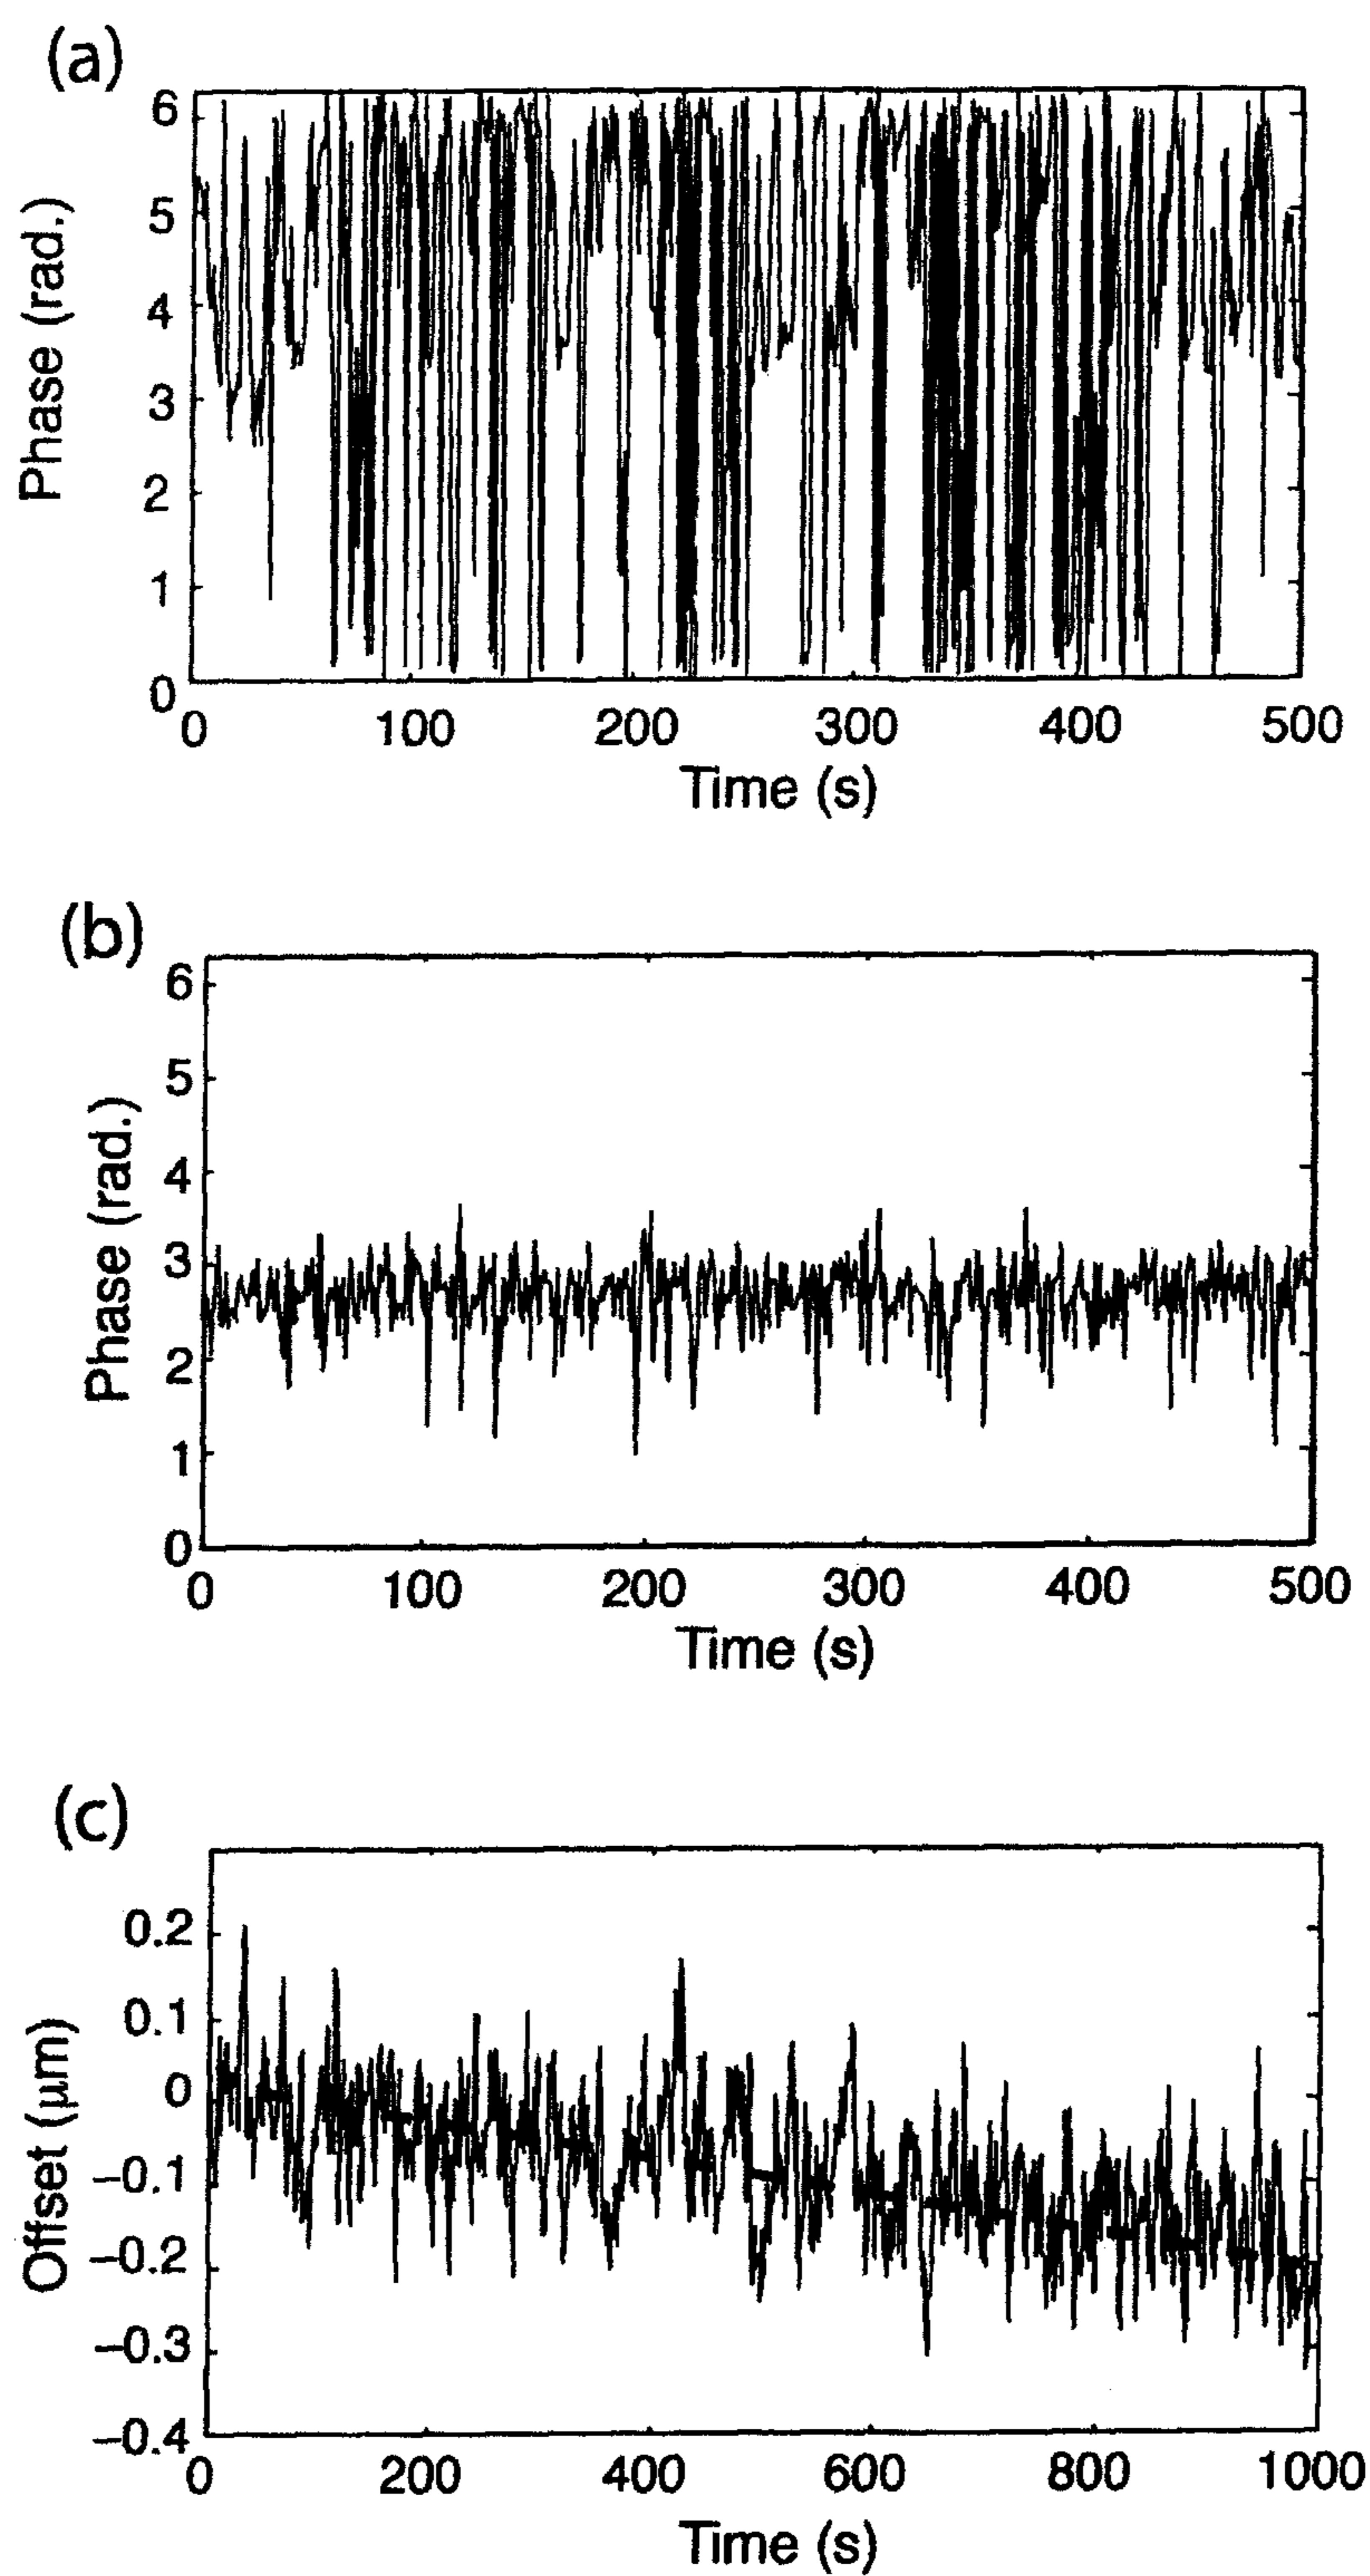 (a)
Phase (rad.)
6
5
4
3
2
1
0
0 100 200 300 400 500
Time (s)
(b)
Phase (rad.)
6
5
4
3
2
1
0
0 100 200 300 400 500
Time (s)
(c)
Offset (μm)
0.2
0.1
0
−0.1
−0.2
−0.3
−0.4
0 200 400 600 800 1000
Time (s)